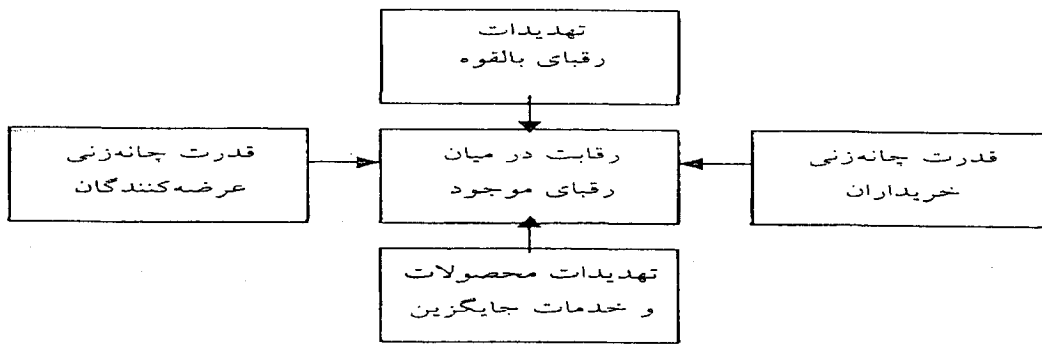 تهدیدات
رقبای بالقوه
قدرت چانه‌زنی
خریداران
رقابت در میان
رقبای موجود
قدرت چانه‌زنی
عرضه‌کنندگان
تهدیدات محصولات
و خدمات جایگزین